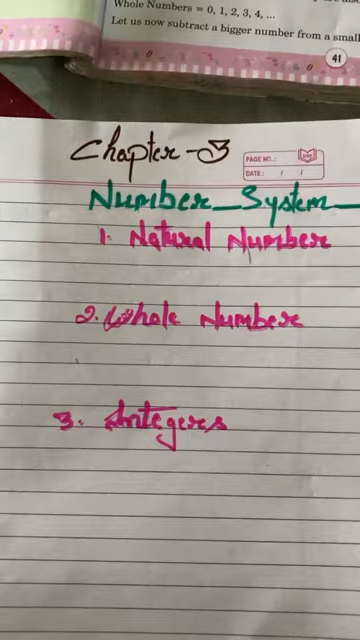 Whole Numbers = 0, 1, 2, 3, 4, ...
Let us now subtract a bigger number from a small
41
Chapter-3
PAGE NO.:
DATE: / /
Number System
1. Natural Number
2. Whole Number
3. Integers